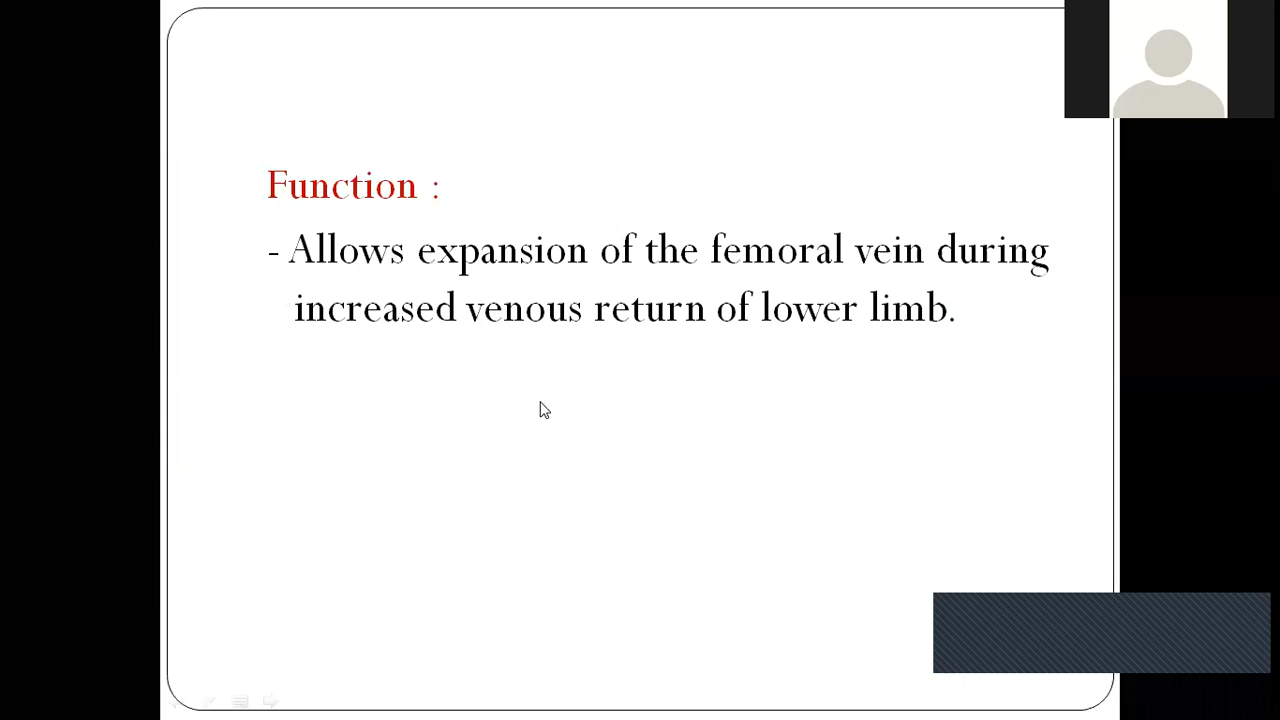 Function :
- Allows expansion of the femoral vein during
increased venous return of lower limb.